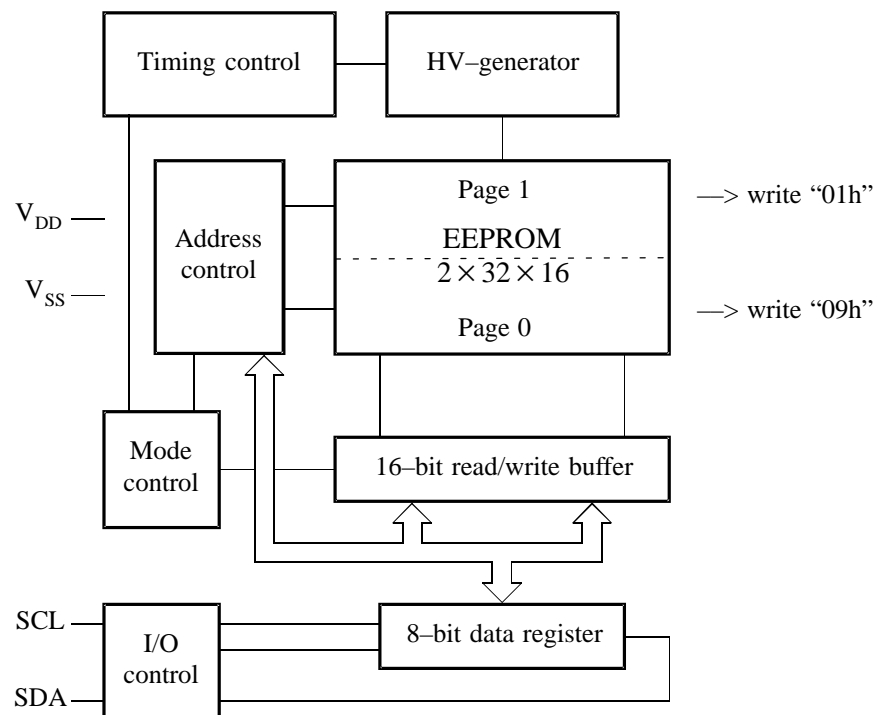 Timing control
HV–generator
Page 1
—> write “01h”
V_DD
Address
control
EEPROM
2 × 32 × 16
V_SS
Page 0
—> write “09h”
Mode
control
16–bit read/write buffer
SCL
I/O
control
8–bit data register
SDA